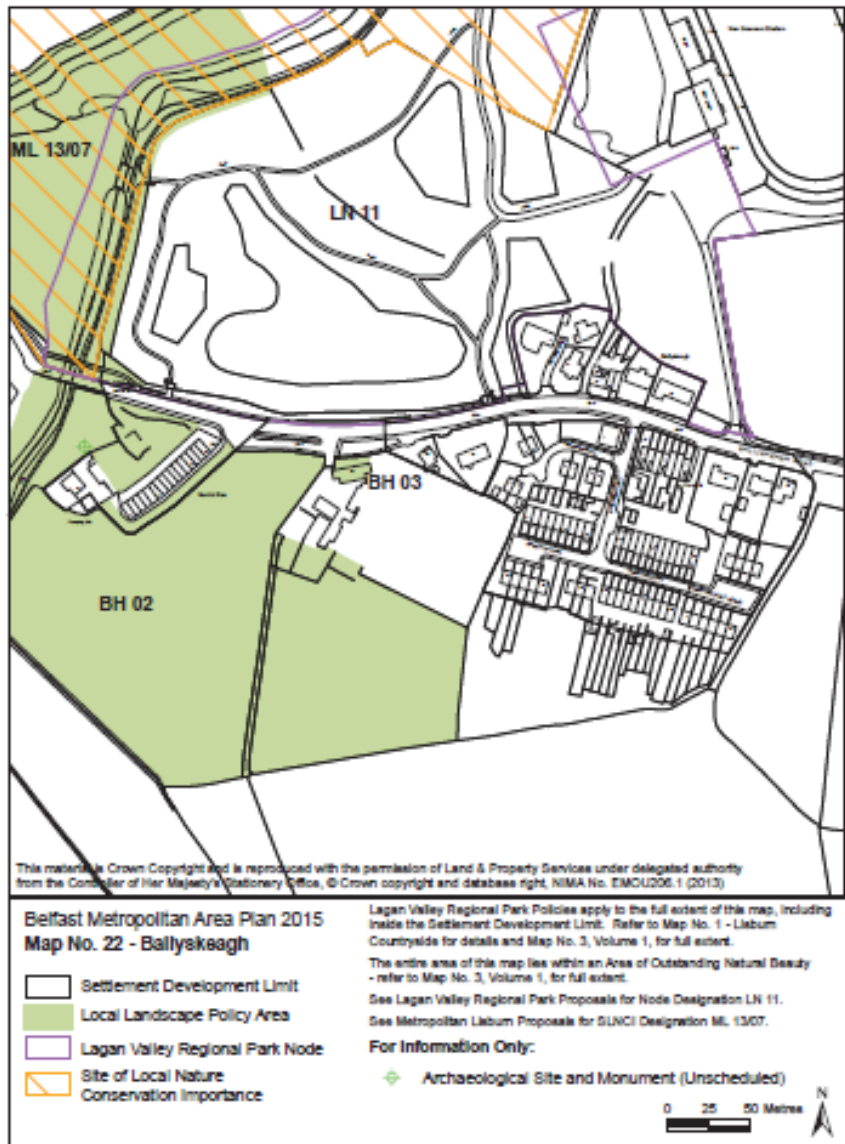 ML 13/07
LN 11
BH 03
BH 02
This material is Crown Copyright and is reproduced with the permission of Land & Property Services under delegated authority
from the Controller of Her Majesty's Stationery Office, © Crown copyright and database right, NIMA No. EMOU206.1 (2013)
Belfast Metropolitan Area Plan 2015
Map No. 22 - Ballyskeagh
Settlement Development Limit
Local Landscape Policy Area
Lagan Valley Regional Park Node
Site of Local Nature
Conservation Importance
Lagan Valley Regional Park Policies apply to the full extent of this map, including
inside the Settlement Development Limit. Refer to Map No. 1 - Lisburn
Countryside for details and Map No. 3, Volume 1, for full extent.
The entire area of this map lies within an Area of Outstanding Natural Beauty
- refer to Map No. 3, Volume 1, for full extent.
See Lagan Valley Regional Park Proposals for Node Designation LN 11.
See Metropolitan Lisburn Proposals for SLNCI Designation ML 13/07.
For Information Only:
Archaeological Site and Monument (Unscheduled)
0 25 50 Metres
N